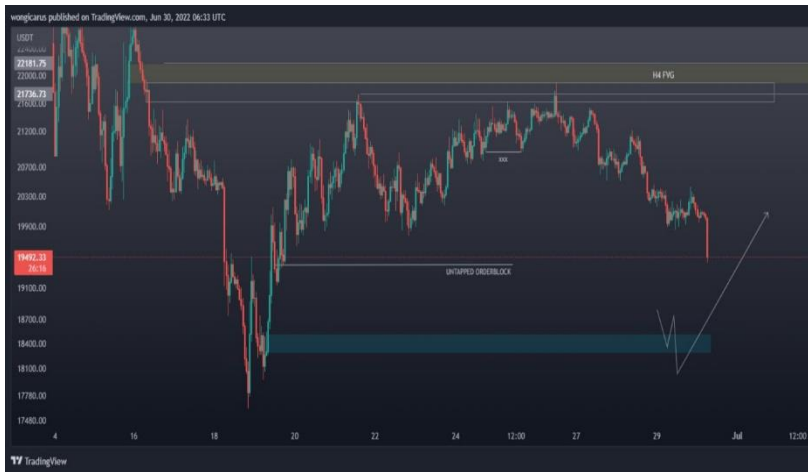 wongicarus published on TradingView.com, Jun 30, 2022 06:33 UTC
USDT
22400.00
22181.75
22000.00
H4 FVG
21736.73
21600.00
21200.00
20700.00
xxx
20300.00
19900.00
19492.33
26:16
UNTAPPED ORDERBLOCK
19100.00
18700.00
18400.00
18100.00
17780.00
17480.00
4 16 18 20 22 24 12:00 27 29 Jul 12:00
TradingView